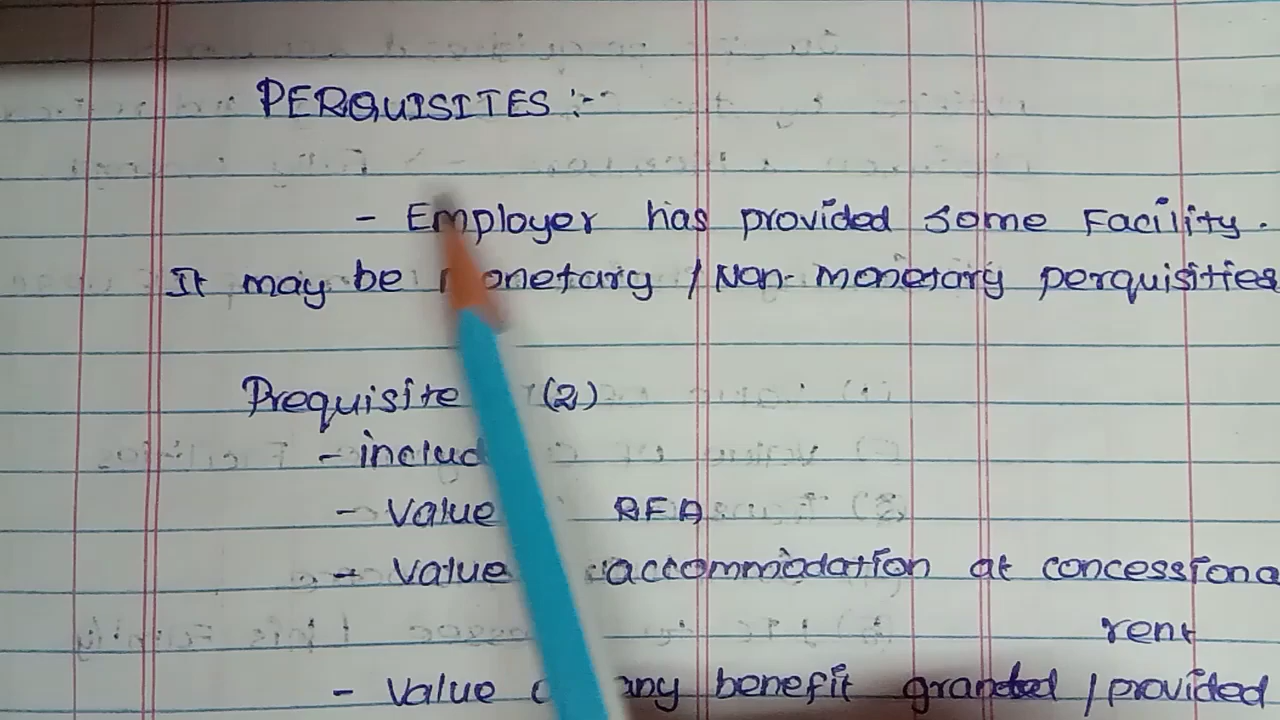 PERQUISITES :-
- Employer has provided some Facility.
It may be monetary / Non-monetary perquisities
Prequisite (2)
- includ
- Value RFA
- Value accommodation at concessiona
rent
- Value any benefit granted / provided